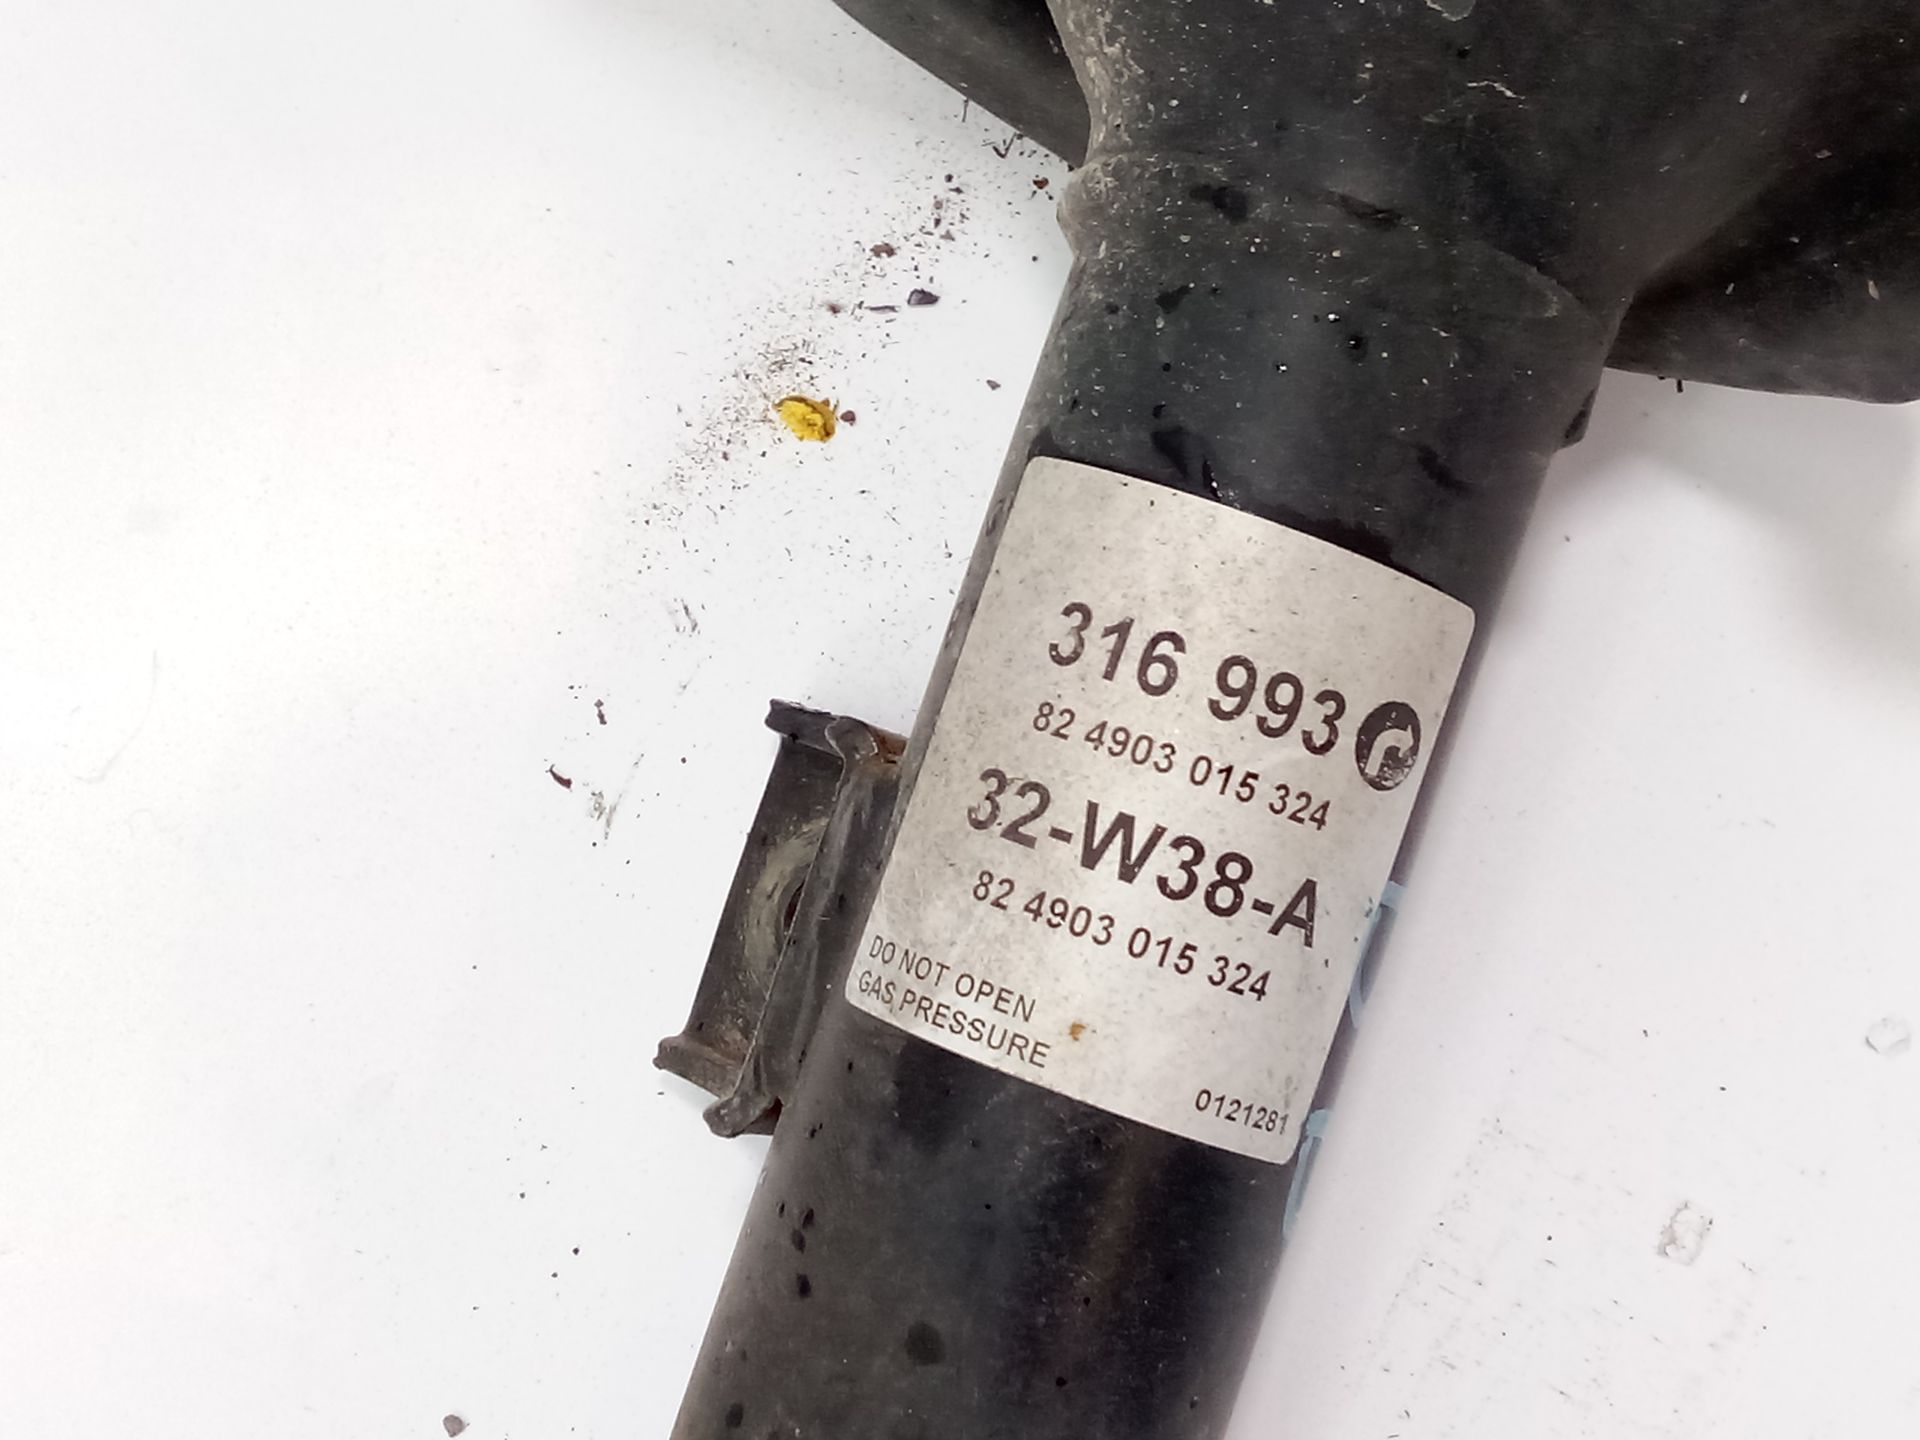 316 993
82 4903 015 324
32-W38-A
82 4903 015 324
DO NOT OPEN
GAS PRESSURE
0121281